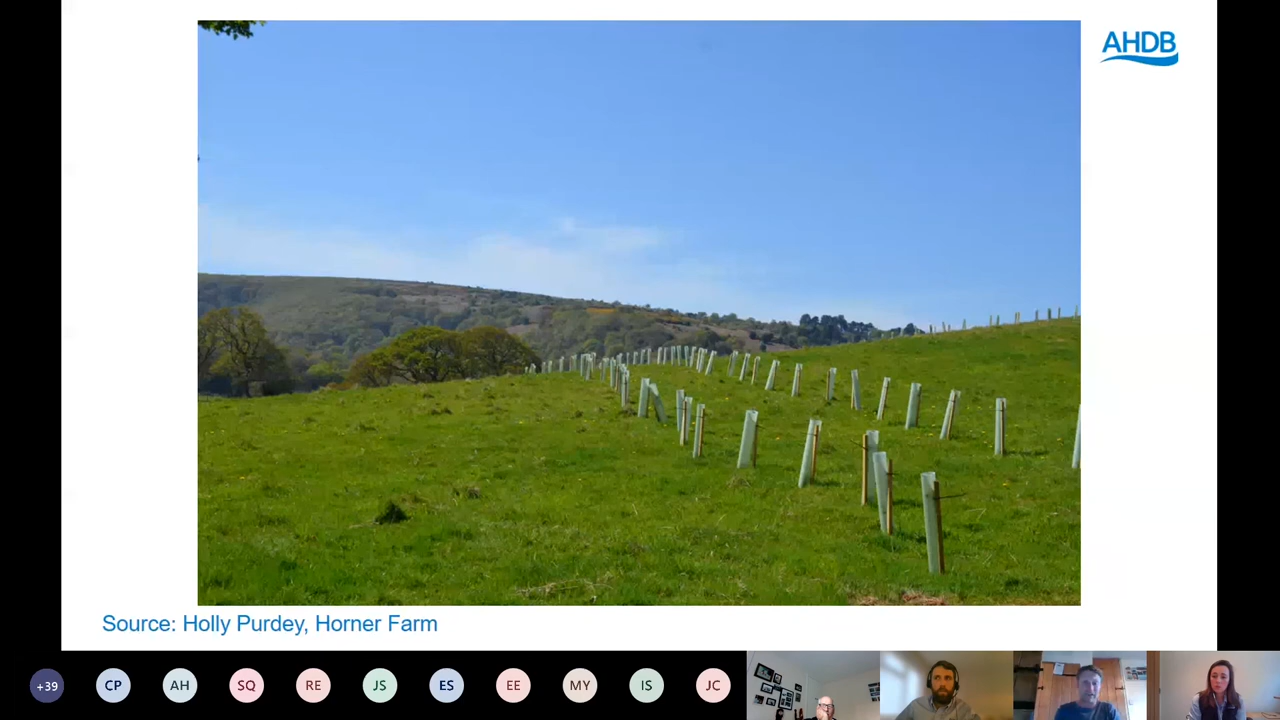 AHDB
Source: Holly Purdey, Horner Farm
+39
CP
AH
SQ
RE
JS
ES
EE
MY
IS
JC